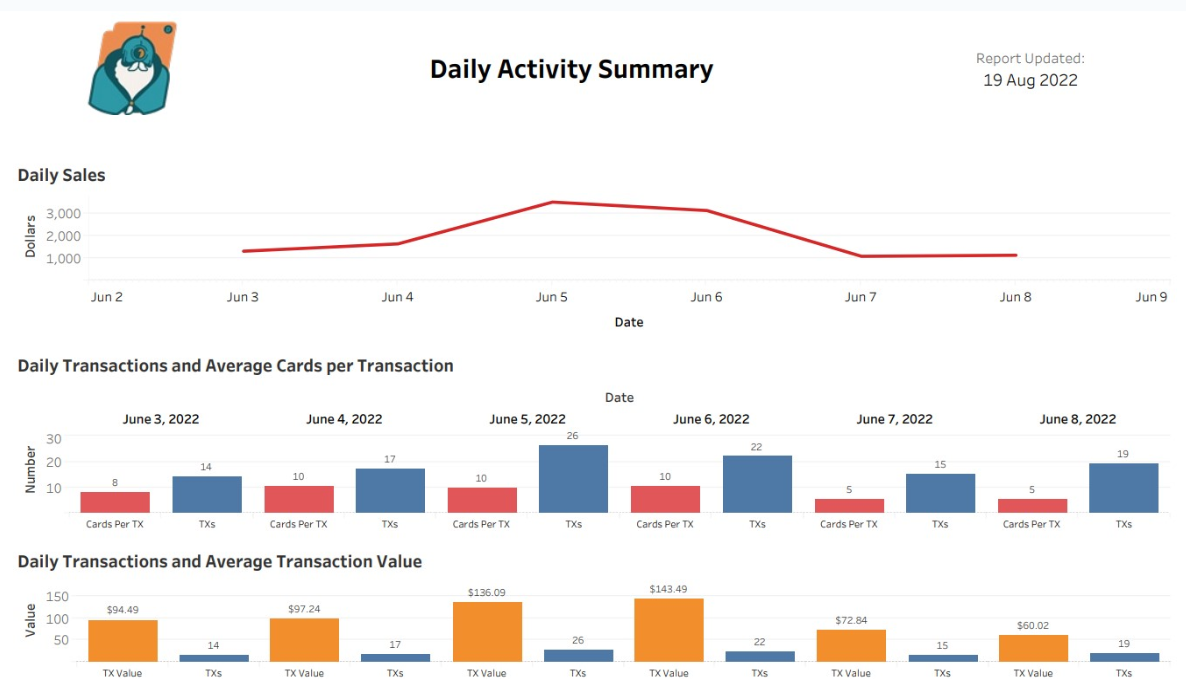 Daily Activity Summary
Report Updated:
19 Aug 2022
Daily Sales
Dollars
3,000
2,000
1,000
Jun 2 Jun 3 Jun 4 Jun 5 Jun 6 Jun 7 Jun 8 Jun 9
Date
Daily Transactions and Average Cards per Transaction
Date
June 3, 2022 June 4, 2022 June 5, 2022 June 6, 2022 June 7, 2022 June 8, 2022
Number
30
20
10
8 14 10 17 10 26 10 22 5 15 5 19
Cards Per TX TXs Cards Per TX TXs Cards Per TX TXs Cards Per TX TXs Cards Per TX TXs Cards Per TX TXs
Daily Transactions and Average Transaction Value
Value
150
100
50
$94.49 14 $97.24 17 $136.09 26 $143.49 22 $72.84 15 $60.02 19
TX Value TXs TX Value TXs TX Value TXs TX Value TXs TX Value TXs TX Value TXs